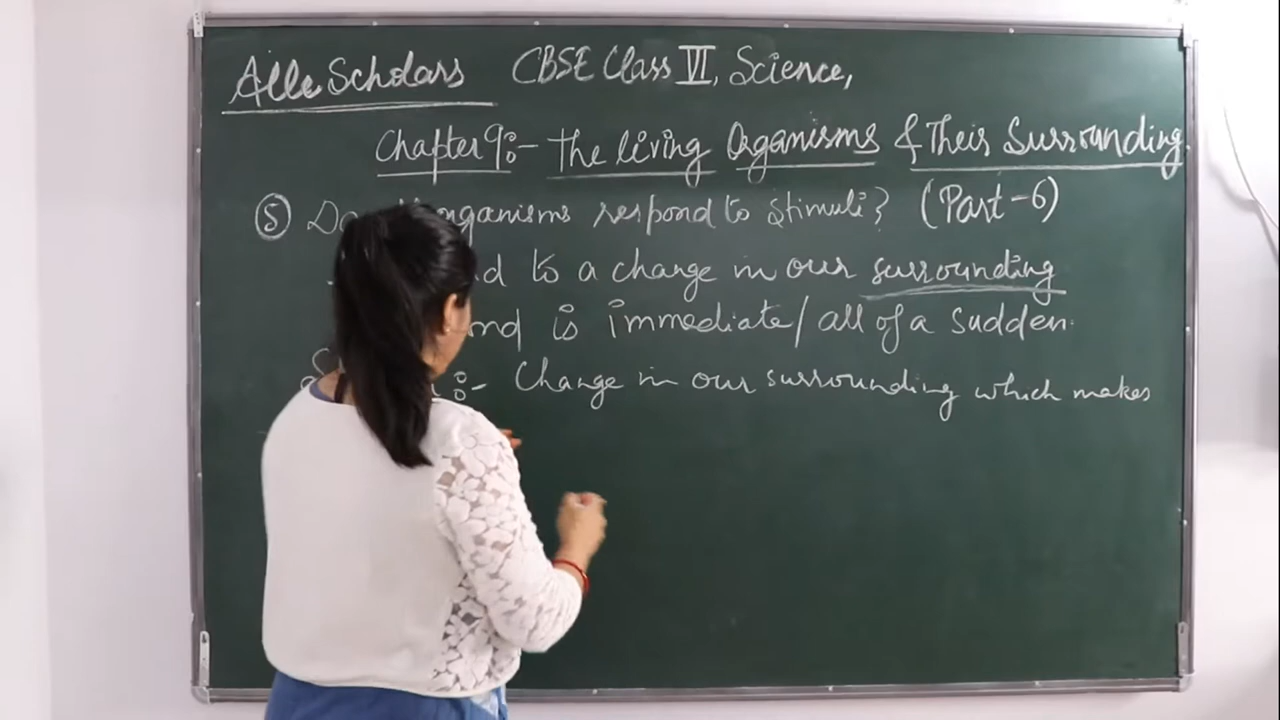 Alle Scholars CBSE Class VI, Science,
Chapter 9:- The living Organisms & Their Surrounding.
⑤ Do organisms respond to Stimuli? (Part-6)
to a change in our surrounding
is immediate/all of a sudden.
:- Change in our surrounding which makes